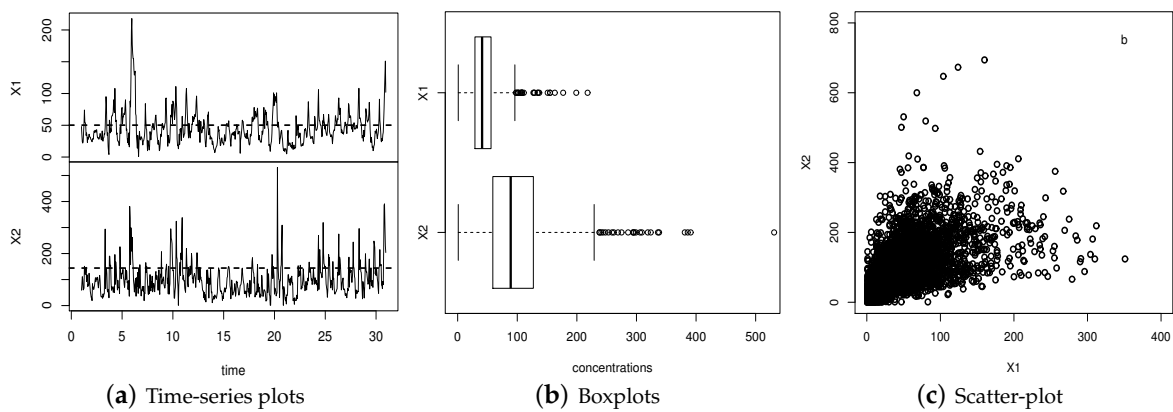 X1
0 50 100 200
X2
0 100 200 400
0 5 10 15 20 25 30
time
(a) Time-series plots
X1
X2
0 100 200 300 400 500
concentrations
(b) Boxplots
b
X2
0 200 400 600 800
0 100 200 300 400
X1
(c) Scatter-plot